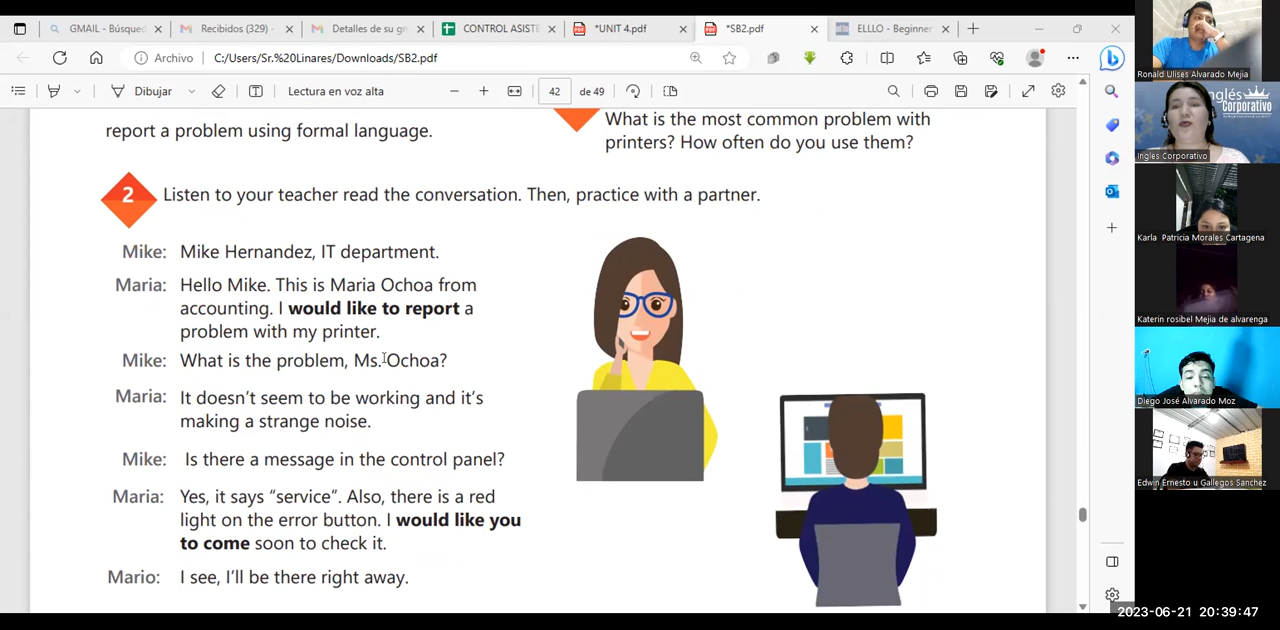 GMAIL - Búsqued
Recibidos (329) -
Detalles de su gr
CONTROL ASISTE
*UNIT 4.pdf
*SB2.pdf
ELLLO - Beginner
Archivo
C:/Users/Sr.%20Linares/Downloads/SB2.pdf
Dibujar
Lectura en voz alta
42
de 49
report a problem using formal language.
What is the most common problem with
printers? How often do you use them?
2
Listen to your teacher read the conversation. Then, practice with a partner.
Mike: Mike Hernandez, IT department.
Maria: Hello Mike. This is Maria Ochoa from
accounting. I would like to report a
problem with my printer.
Mike: What is the problem, Ms. Ochoa?
Maria: It doesn't seem to be working and it's
making a strange noise.
Mike: Is there a message in the control panel?
Maria: Yes, it says "service". Also, there is a red
light on the error button. I would like you
to come soon to check it.
Mario: I see, I'll be there right away.
Ronald Ulises Alvarado Mejia
Inglés
Corporativo
Ingles Corporativo
Karla Patricia Morales Cartagena
Katerin rosibel Mejia de alvarenga
Diego José Alvarado Moz
Edwin Ernesto u Gallegos Sanchez
2023-06-21 20:39:47